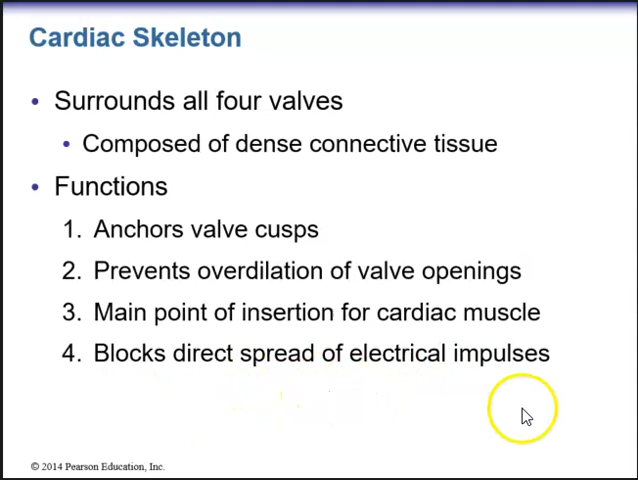 Cardiac Skeleton
• Surrounds all four valves
• Composed of dense connective tissue
• Functions
1. Anchors valve cusps
2. Prevents overdilation of valve openings
3. Main point of insertion for cardiac muscle
4. Blocks direct spread of electrical impulses
© 2014 Pearson Education, Inc.